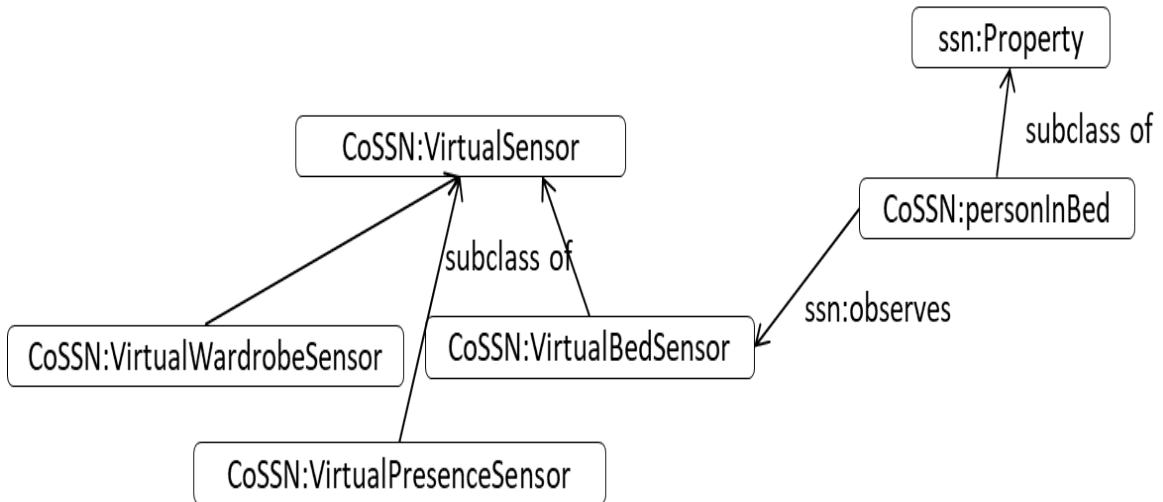 ssn:Property
subclass of
CoSSN:VirtualSensor
CoSSN:personInBed
subclass of
ssn:observes
CoSSN:VirtualWardrobeSensor
CoSSN:VirtualBedSensor
CoSSN:VirtualPresenceSensor